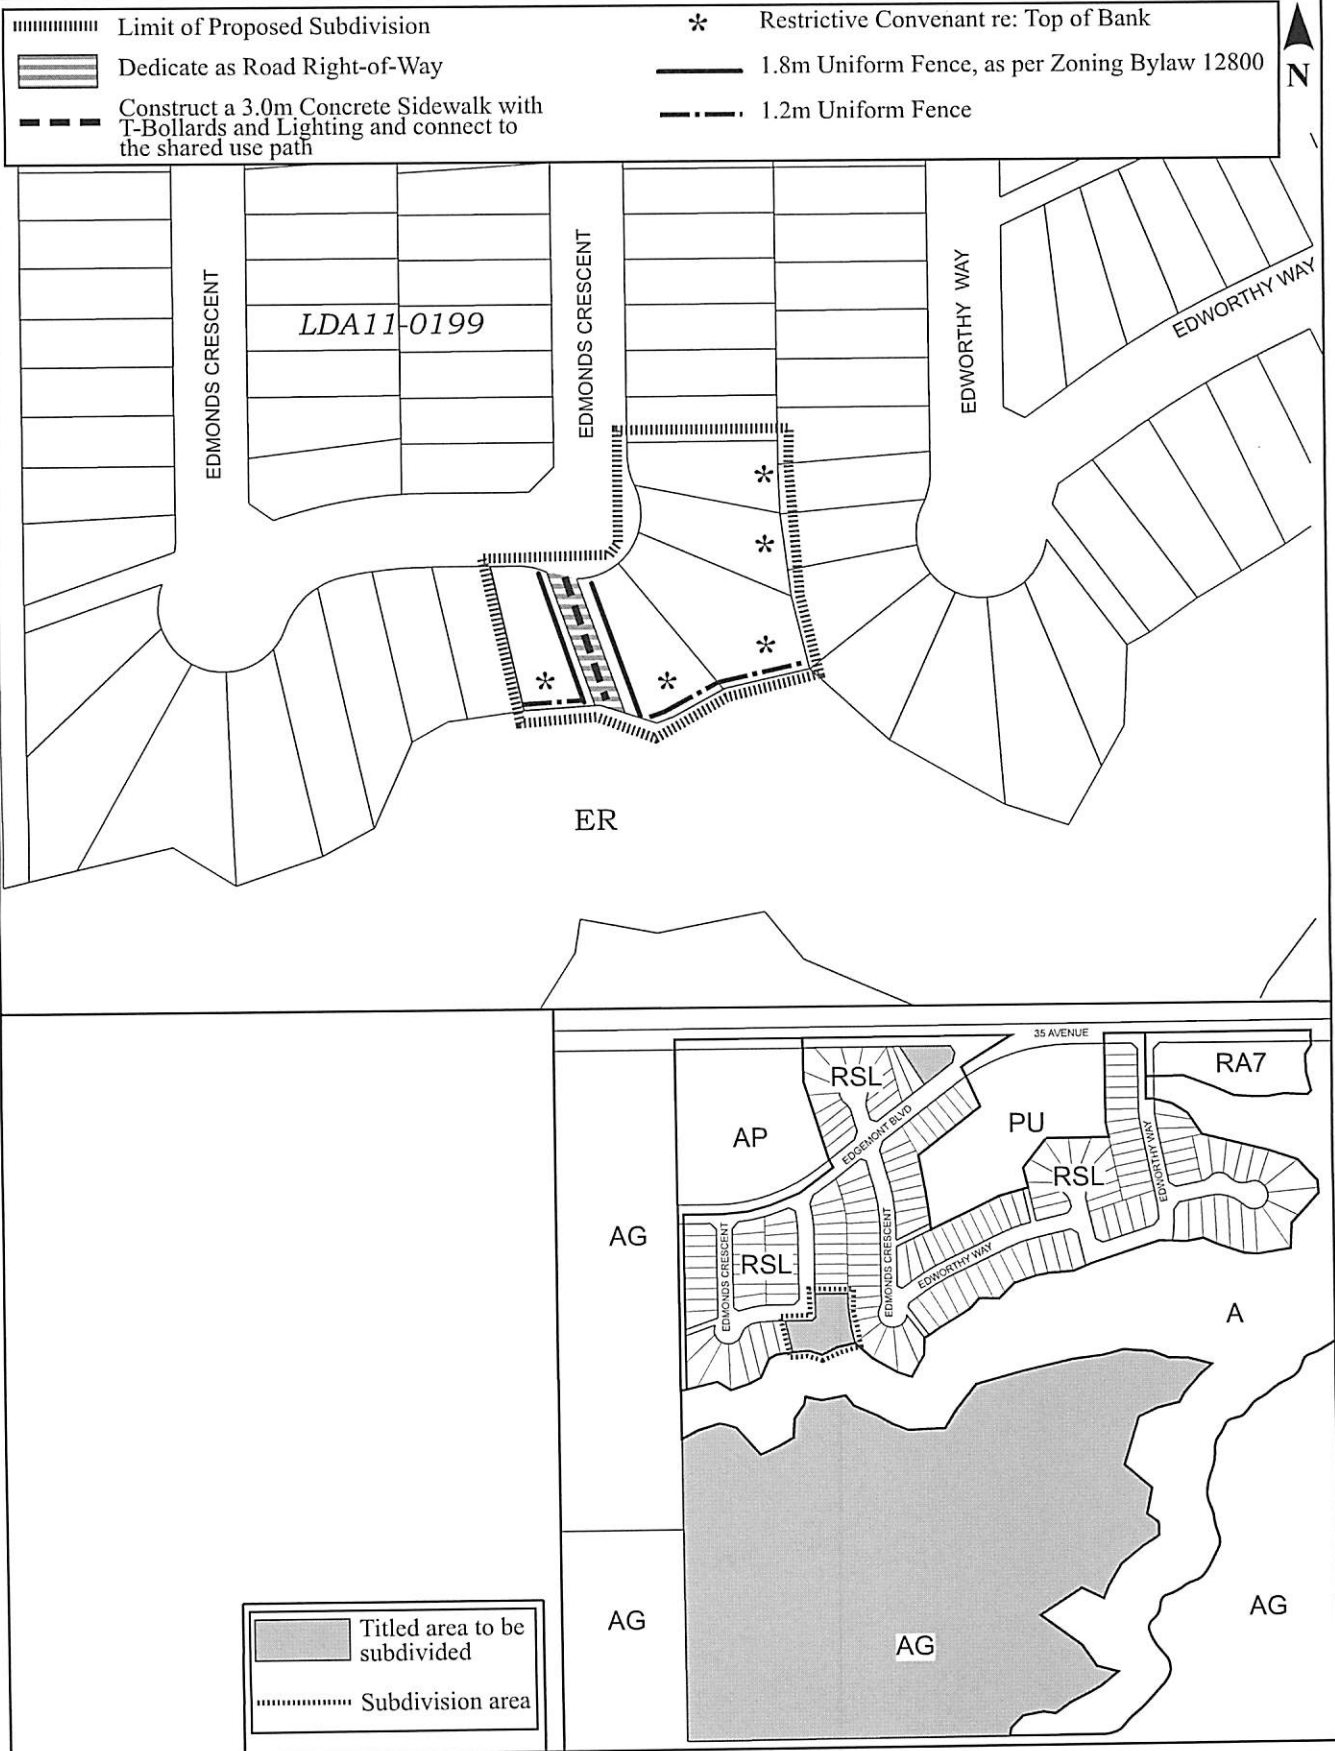 Limit of Proposed Subdivision
Dedicate as Road Right-of-Way
Construct a 3.0m Concrete Sidewalk with
T-Bollards and Lighting and connect to
the shared use path
* Restrictive Convenant re: Top of Bank
1.8m Uniform Fence, as per Zoning Bylaw 12800
1.2m Uniform Fence
N
EDMONDS CRESCENT
LDA11-0199
EDMONDS CRESCENT
EDWORTHY WAY
EDWORTHY WAY
*
*
*
*
*
ER
35 AVENUE
RSL
RA7
AP
PU
EDGEMONT BLVD
RSL
EDWORTHY WAY
AG
EDMONDS CRESCENT
RSL
EDMONDS CRESCENT
EDWORTHY WAY
A
AG
AG
AG
Titled area to be
subdivided
Subdivision area